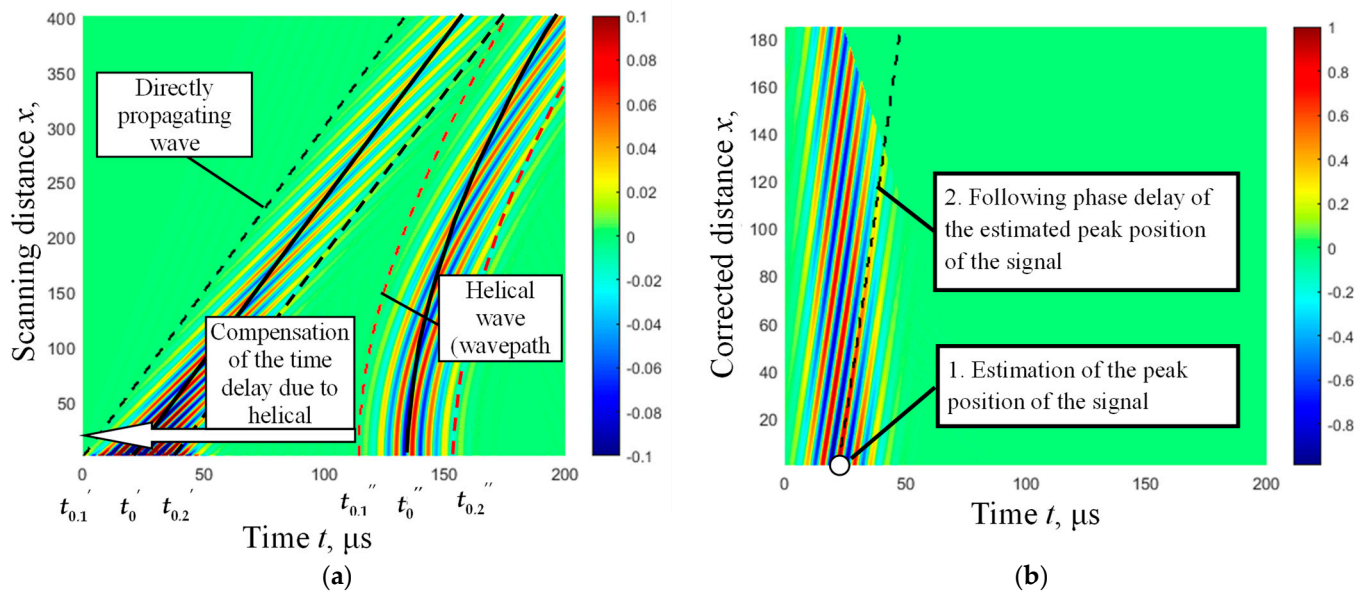 400
350
300
250
200
150
100
50
Scanning distance x,
Directly
propagating
wave
Compensation
of the time
delay due to
helical
Helical
wave
(wavepath
0 50 100 150 200
t0.1′ t0′ t0.2′ t0.1″ t0″ t0.2″
Time t, μs
0.1
0.08
0.06
0.04
0.02
0
-0.02
-0.04
-0.06
-0.08
-0.1
(a)
180
160
140
120
100
80
60
40
20
Corrected distance x,
2. Following phase delay of
the estimated peak position
of the signal
1. Estimation of the peak
position of the signal
0 50 100 150 200
Time t, μs
1
0.8
0.6
0.4
0.2
0
-0.2
-0.4
-0.6
-0.8
(b)